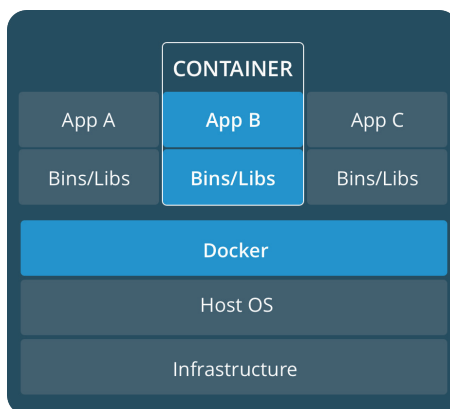 CONTAINER
App A App B App C
Bins/Libs Bins/Libs Bins/Libs
Docker
Host OS
Infrastructure